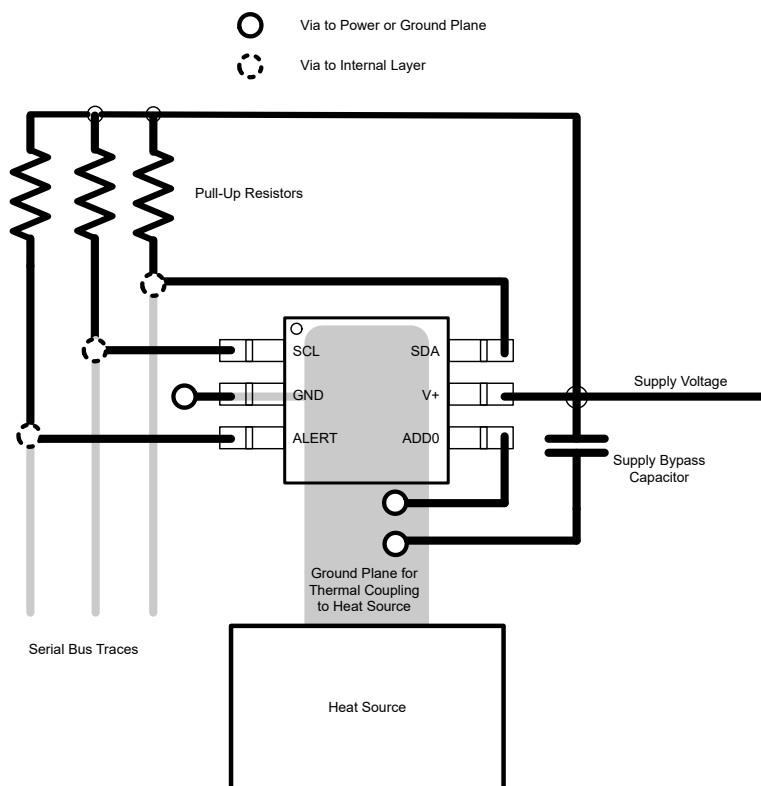 Via to Power or Ground Plane
Via to Internal Layer
Pull-Up Resistors
SCL
SDA
GND
V+
ALERT
ADD0
Supply Voltage
Supply Bypass
Capacitor
Ground Plane for
Thermal Coupling
to Heat Source
Serial Bus Traces
Heat Source